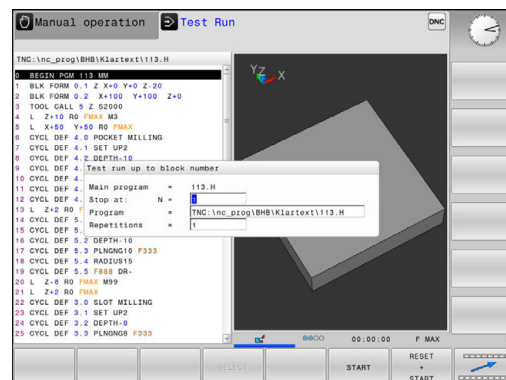 Manual operation
Test Run
DNC
TNC:\nc_prog\BHB\Klartext\113.H
0 BEGIN PGM 113 MM
1 BLK FORM 0.1 Z X+0 Y+0 Z-20
2 BLK FORM 0.2 X+100 Y+100 Z+0
3 TOOL CALL 5 Z S2000
4 L Z+10 R0 FMAX M3
5 L X+50 Y+50 R0 FMAX
6 CYCL DEF 4.0 POCKET MILLING
7 CYCL DEF 4.1 SET UP2
8 CYCL DEF 4.2 DEPTH-10
9 CYCL DEF 4.
10 CYCL DEF 4.
11 CYCL DEF 4.
12 CYCL DEF 4.
13 L Z+2 R0 F
14 CYCL DEF 5.
15 CYCL DEF 5.
16 CYCL DEF 5.2 DEPTH-10
17 CYCL DEF 5.3 PLNGNG10 F333
18 CYCL DEF 5.4 RADIUS15
19 CYCL DEF 5.5 F888 DR-
20 L Z-8 R0 FMAX M99
21 L Z+2 R0 FMAX
22 CYCL DEF 3.0 SLOT MILLING
23 CYCL DEF 3.1 SET UP2
24 CYCL DEF 3.2 DEPTH-8
25 CYCL DEF 3.3 PLNGNG8 F333
Test run up to block number
Main program = 113.H
Stop at: N = 1
Program = TNC:\nc_prog\BHB\Klartext\113.H
Repetitions = 1
Y Z X
00:00:00 F MAX
SELECT
START
RESET
+
START